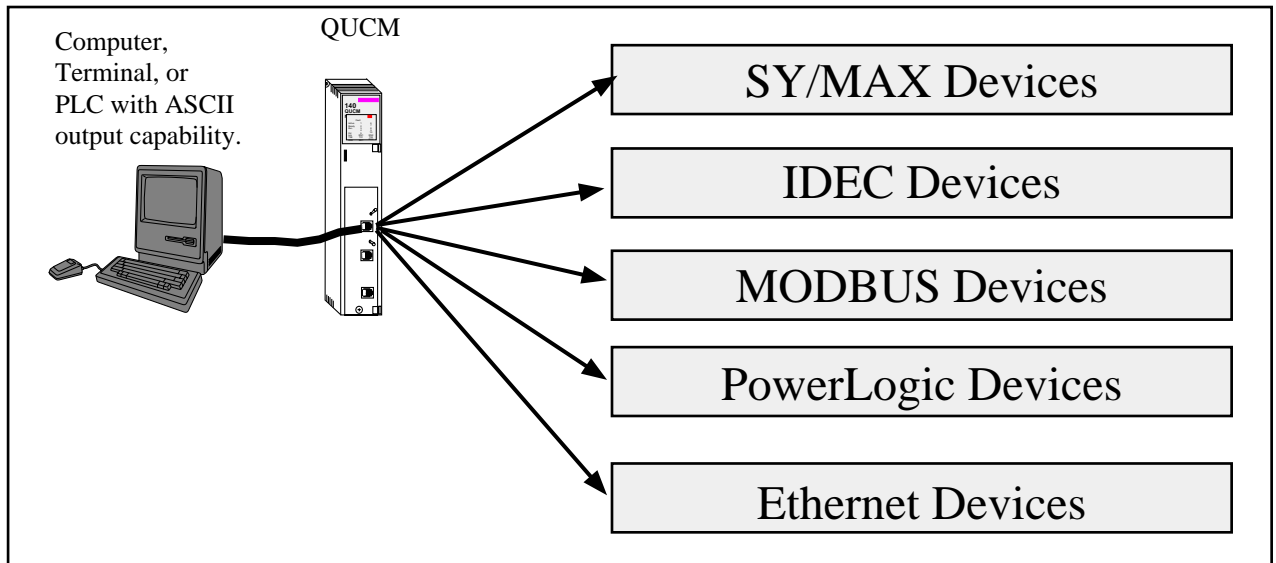 QUCM
Computer,
Terminal, or
PLC with ASCII
output capability.
140
QUCM
SY/MAX Devices
IDEC Devices
MODBUS Devices
PowerLogic Devices
Ethernet Devices